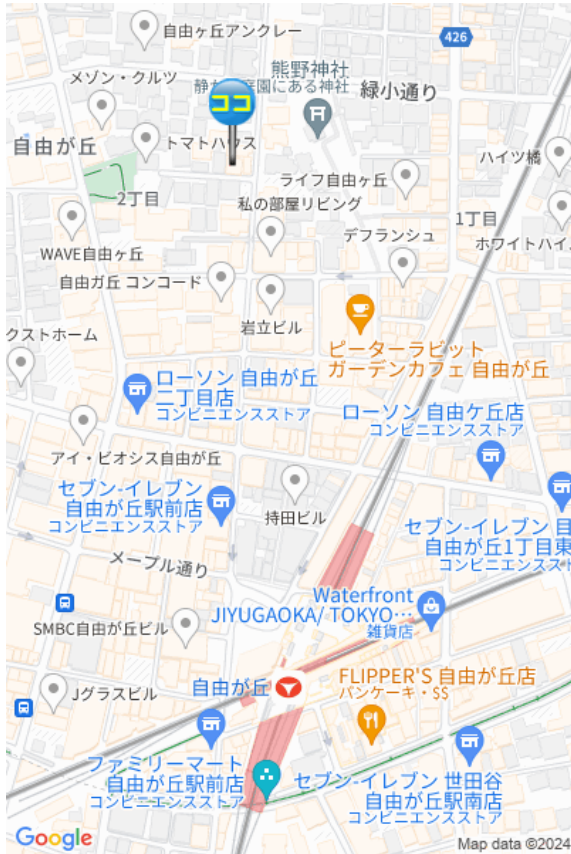 自由ヶ丘アンクレー
426
メゾン・クルツ
熊野神社
緑小通り
ココ
自由が丘
トマトハウス
ハイツ橋
ライフ自由ヶ丘
2丁目
私の部屋リビング
1丁目
デフランシュ
WAVE自由ヶ丘
ホワイトハイ
自由ガ丘 コンコード
岩立ビル
クストホーム
ピーターラビット
ガーデンカフェ 自由が丘
ローソン 自由が丘
二丁目店
コンビニエンスストア
ローソン 自由ケ丘店
コンビニエンスストア
アイ・ビオシス自由が丘
セブン-イレブン
自由が丘駅前店
コンビニエンスストア
持田ビル
セブン-イレブン 目
自由が丘1丁目東
コンビニエンススト
メープル通り
Waterfront
JIYUGAOKA/ TOKYO…
雑貨店
SMBC自由が丘ビル
自由が丘
FLIPPER'S 自由が丘店
パンケーキ・$$
Jグラスビル
ファミリーマート
自由が丘駅前店
コンビニエンスストア
セブン-イレブン 世田谷
自由が丘駅南店
コンビニエンスストア
Google
Map data ©2024